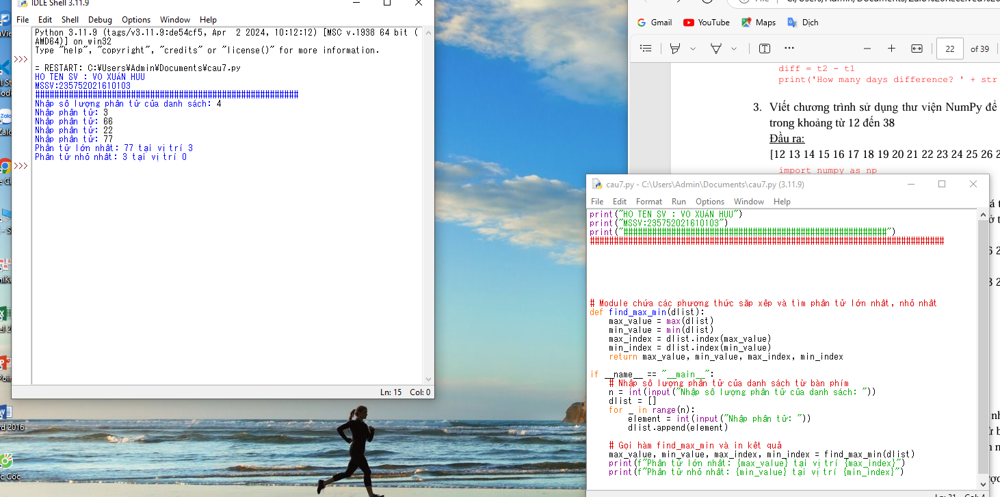 IDLE Shell 3.11.9
File Edit Shell Debug Options Window Help
Python 3.11.9 (tags/v3.11.9:de54cf5, Apr  2 2024, 10:12:12) [MSC v.1938 64 bit (
AMD64)] on win32
Type "help", "copyright", "credits" or "license()" for more information.
>>>
= RESTART: C:\Users\Admin\Documents\cau7.py
HO TEN SV : VO XUÂN HUU
MSSV:235752021610103
#######################################################
Nhập số lượng phần tử của danh sách: 4
Nhập phần tử: 3
Nhập phần tử: 66
Nhập phần tử: 22
Nhập phần tử: 77
Phần tử lớn nhất: 77 tại vị trí 3
Phần tử nhỏ nhất: 3 tại vị trí 0
>>>
Ln: 15 Col: 0
Gmail YouTube Maps Dịch
22 of 39
diff = t2 - t1
print('How many days difference? ' + str
3. Viết chương trình sử dụng thư viện NumPy để
trong khoảng từ 12 đến 38
Đầu ra:
[12 13 14 15 16 17 18 19 20 21 22 23 24 25 26 2
import numpy as np
cau7.py - C:\Users\Admin\Documents\cau7.py (3.11.9)
File Edit Format Run Options Window Help
print("HO TEN SV : VO XUÂN HUU")
print("MSSV:235752021610103")
print("#######################################################")
##########################################################################
# Module chứa các phương thức sắp xếp và tìm phần tử lớn nhất, nhỏ nhất
def find_max_min(dlist):
    max_value = max(dlist)
    min_value = min(dlist)
    max_index = dlist.index(max_value)
    min_index = dlist.index(min_value)
    return max_value, min_value, max_index, min_index
if __name__ == "__main__":
    # Nhập số lượng phần tử của danh sách từ bàn phím
    n = int(input("Nhập số lượng phần tử của danh sách: "))
    dlist = []
    for _ in range(n):
        element = int(input("Nhập phần tử: "))
        dlist.append(element)
    # Gọi hàm find_max_min và in kết quả
    max_value, min_value, max_index, min_index = find_max_min(dlist)
    print(f"Phần tử lớn nhất: {max_value} tại vị trí {max_index}")
    print(f"Phần tử nhỏ nhất: {min_value} tại vị trí {min_index}")